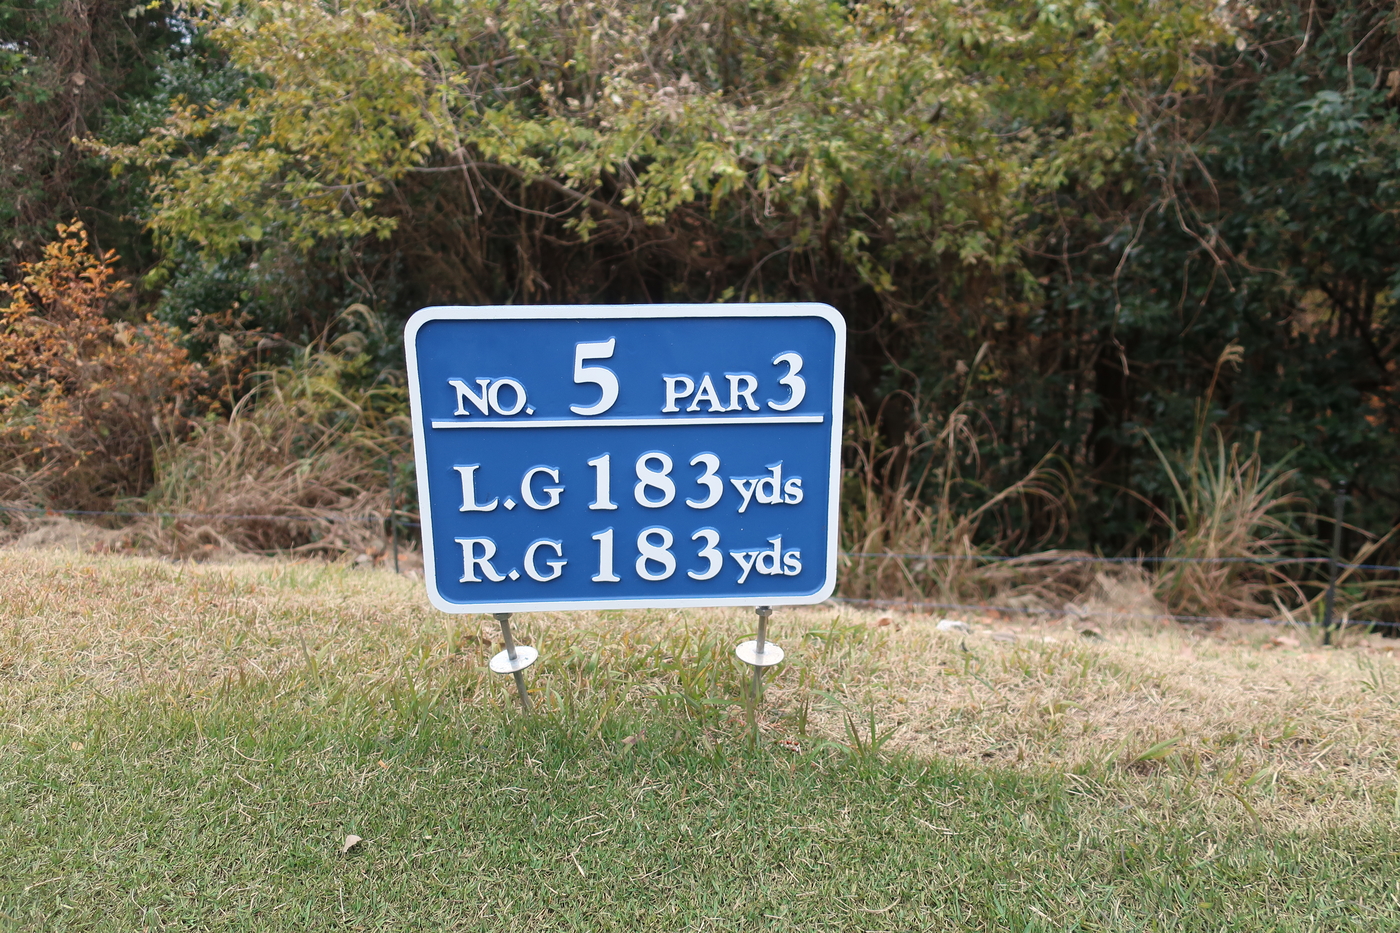 NO. 5 PAR 3
L.G 183 yds
R.G 183 yds